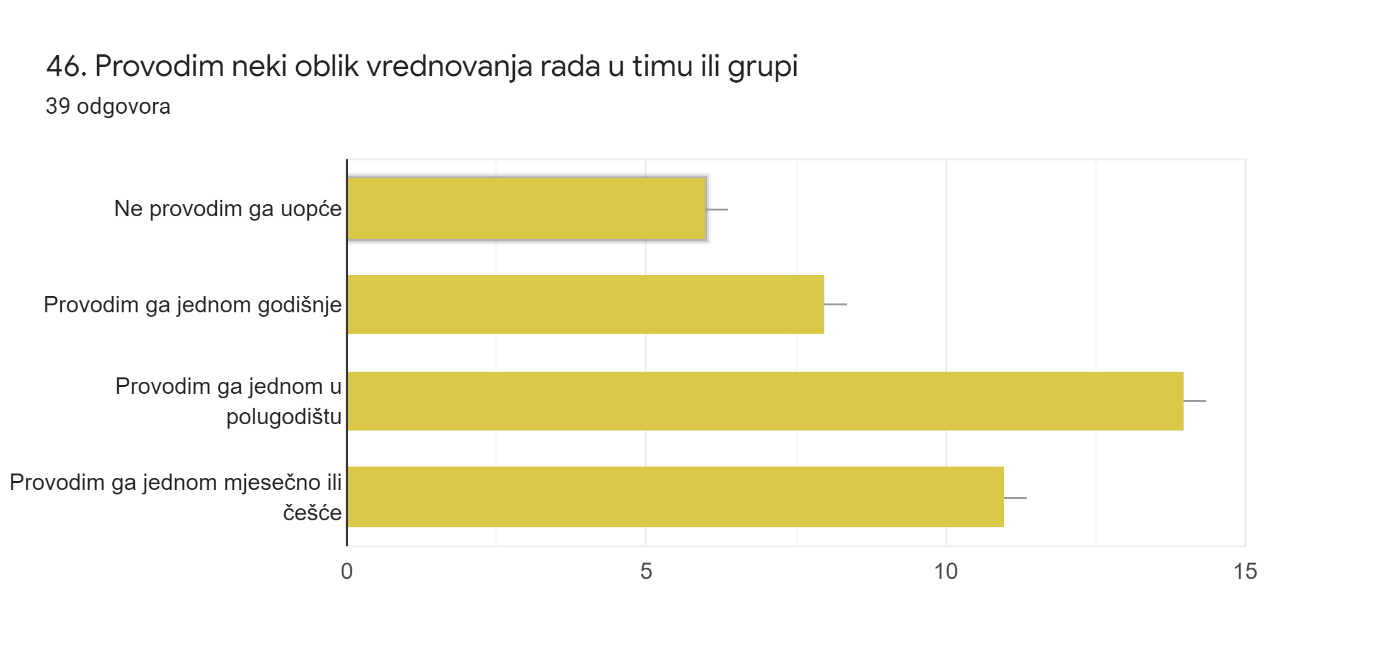 46. Provodim neki oblik vrednovanja rada u timu ili grupi
39 odgovora
Ne provodim ga uopće
Provodim ga jednom godišnje
Provodim ga jednom u
polugodištu
Provodim ga jednom mjesečno ili
češće
0 5 10 15